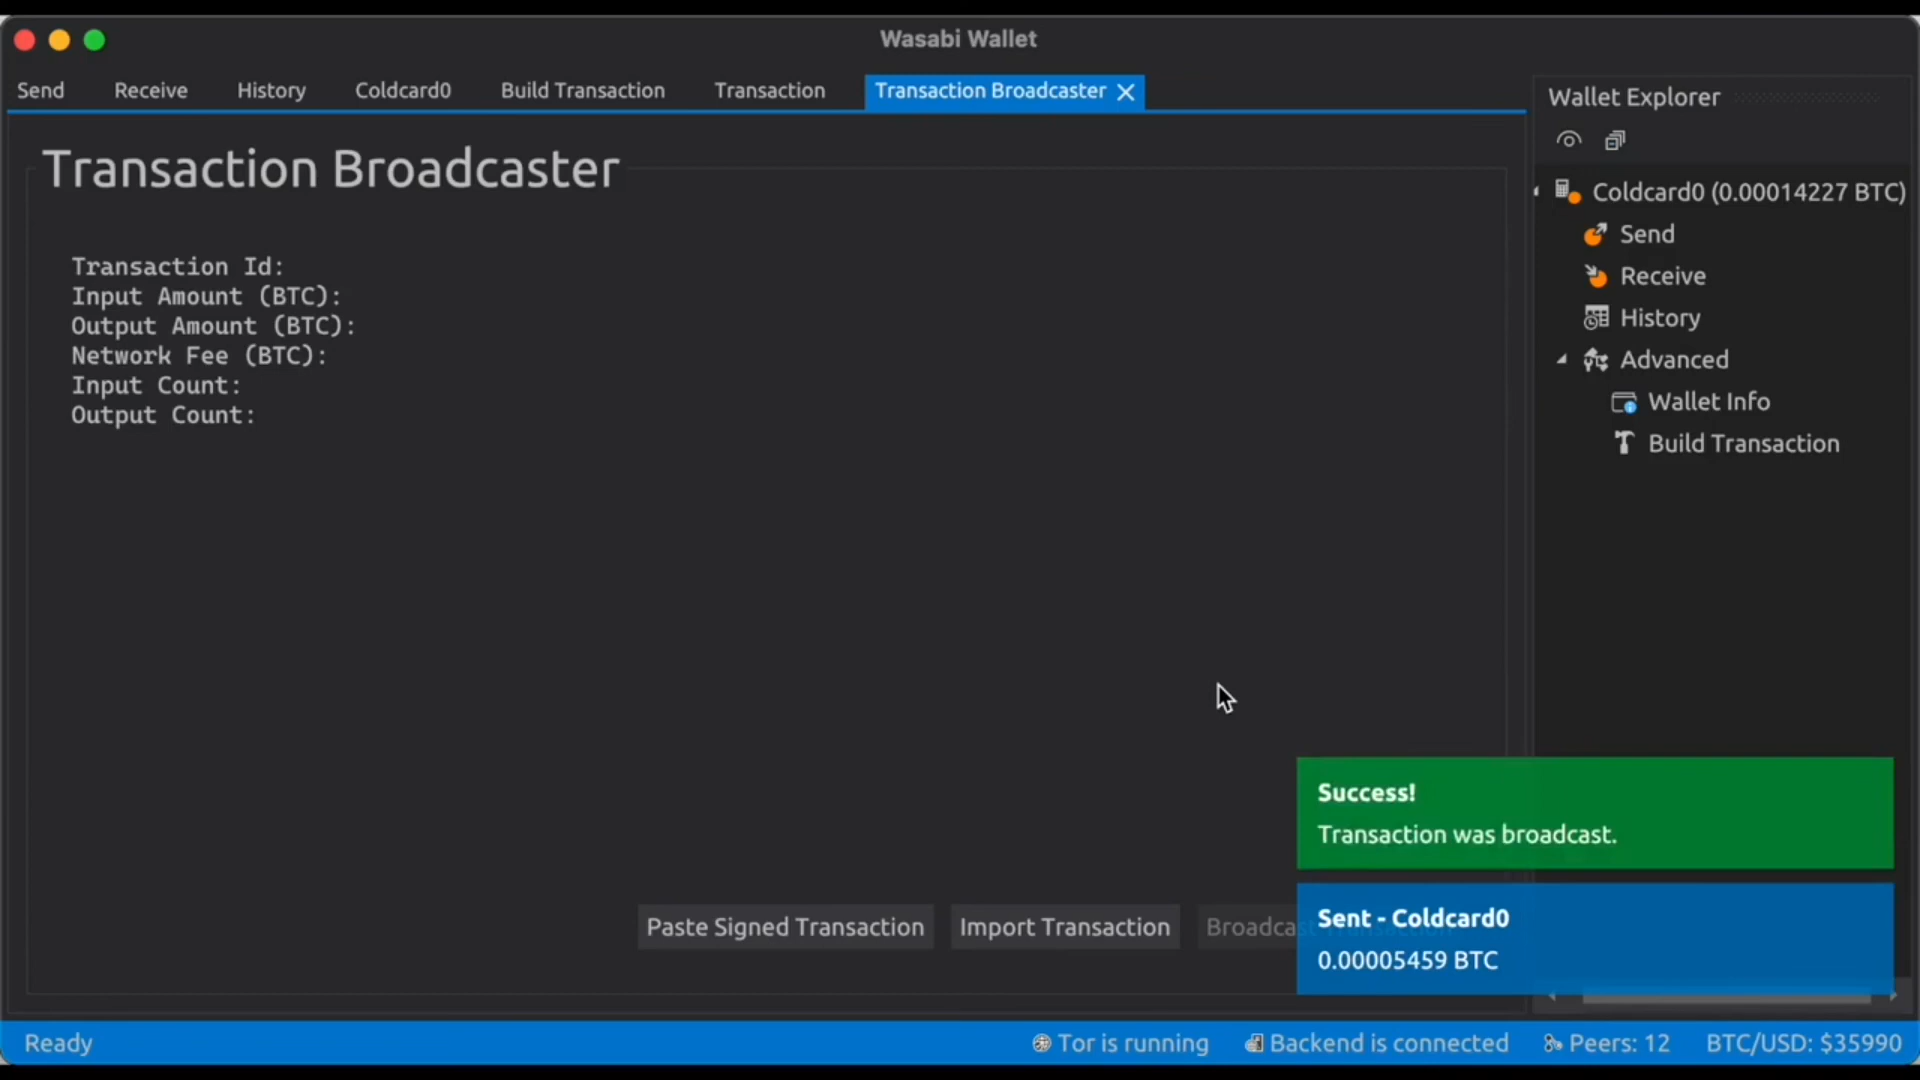 Wasabi Wallet
Send Receive History Coldcard0 Build Transaction Transaction Transaction Broadcaster
Transaction Broadcaster
Transaction Id:
Input Amount (BTC):
Output Amount (BTC):
Network Fee (BTC):
Input Count:
Output Count:
Paste Signed Transaction Import Transaction
Wallet Explorer
Coldcard0 (0.00014227 BTC)
Send
Receive
History
Advanced
Wallet Info
Build Transaction
Success!
Transaction was broadcast.
Sent - Coldcard0
0.00005459 BTC
Ready Tor is running Backend is connected Peers: 12 BTC/USD: $35990